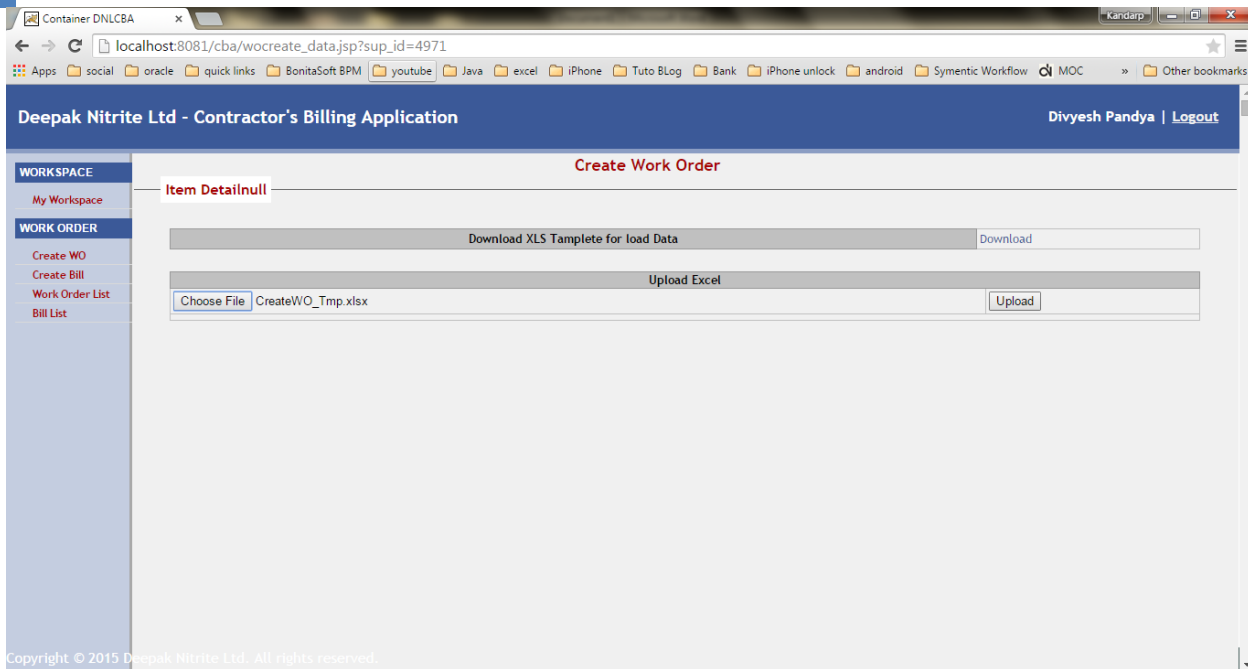 Container DNLCBA
Kandarp
localhost:8081/cba/wocreate_data.jsp?sup_id=4971
Apps social oracle quick links BonitaSoft BPM youtube Java excel iPhone Tuto BLog Bank iPhone unlock android Symentic Workflow MOC » Other bookmarks
Deepak Nitrite Ltd - Contractor's Billing Application
Divyesh Pandya | Logout
WORKSPACE
My Workspace
WORK ORDER
Create WO
Create Bill
Work Order List
Bill List
Create Work Order
Item Detailnull
Download XLS Tamplete for load Data Download
Upload Excel
Choose File CreateWO_Tmp.xlsx Upload
Copyright © 2015 Deepak Nitrite Ltd. All rights reserved.